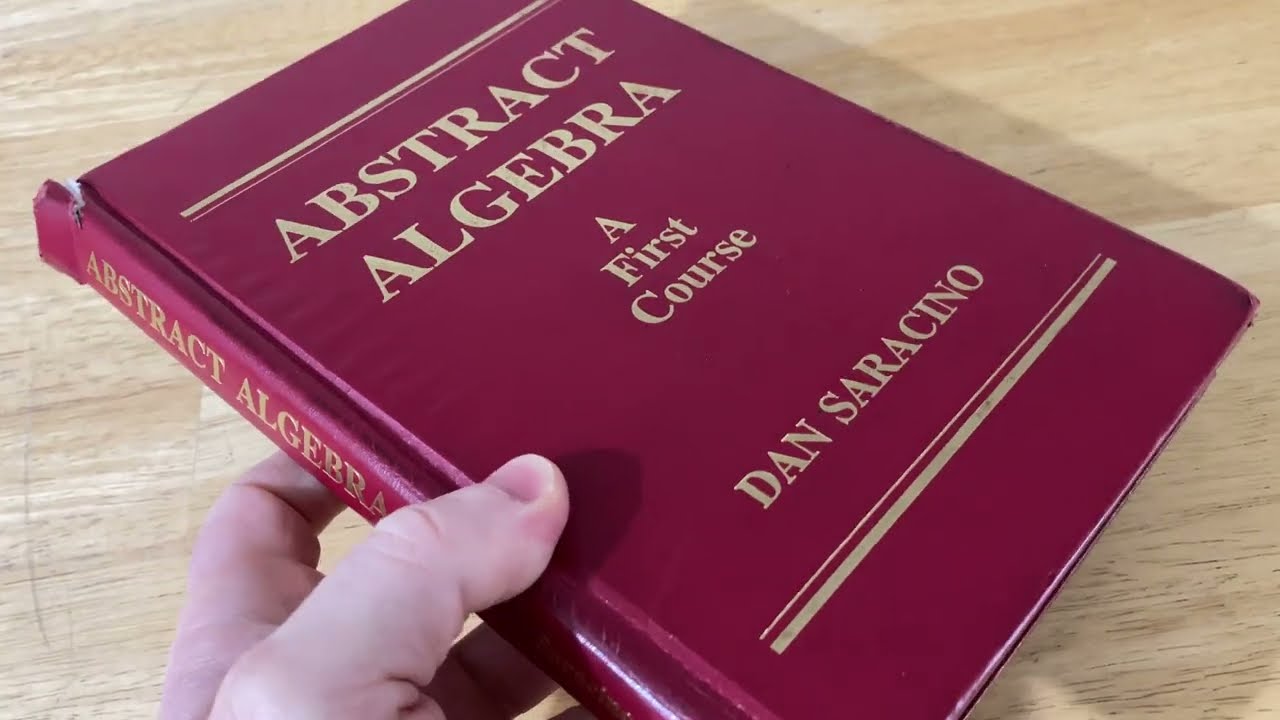 ABSTRACT
ALGEBRA
A
First
Course
DAN SARACINO
ABSTRACT ALGEBRA